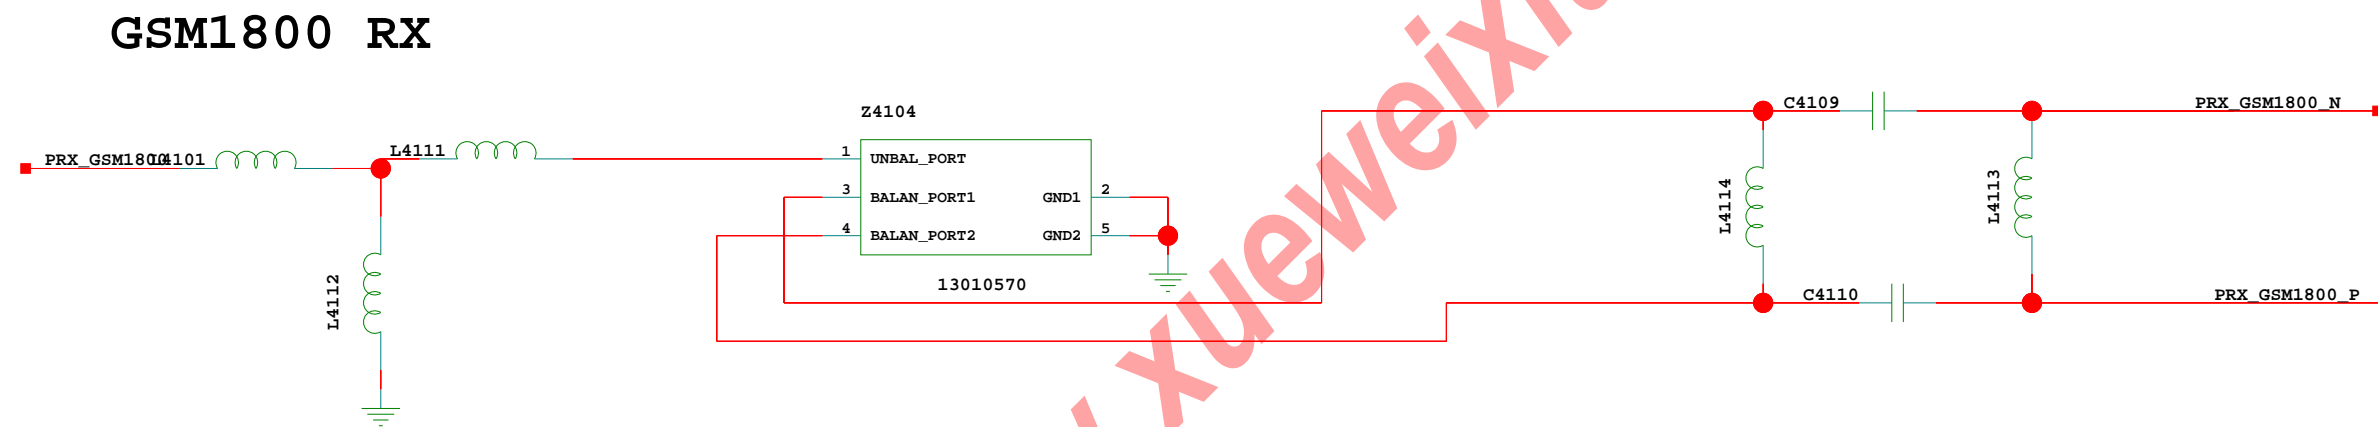 GSM1800 RX
Z4104
C4109
PRX_GSM1800_N
PRX_GSM1800
L4101
L4111
1
UNBAL_PORT
3
BALAN_PORT1
GND1
2
4
BALAN_PORT2
GND2
5
L4114
L4113
L4112
13010570
C4110
PRX_GSM1800_P